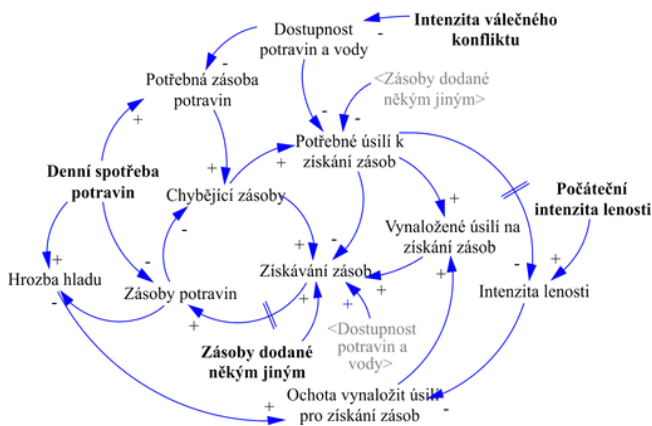 Intenzita válečného
konfliktu
-
Dostupnost
potravin a vody
-
Potřebná zásoba
potravin
<Zásoby dodané
někým jiným>
+
-
-
Potřebné úsilí k
získání zásob
+
Denní spotřeba
potravin
+
Chybějící zásoby
+
Počáteční
intenzita lenosti
Vynaložené úsilí na
získání zásob
-
+
-
+
-
-
+
Hrozba hladu
-
Zásoby potravin
Získávání zásob
+
+
Intenzita lenosti
+
+
+
<Dostupnost
potravin a
vody>
Zásoby dodané
někým jiným
+
Ochota vynaložit úsilí
pro získání zásob
-